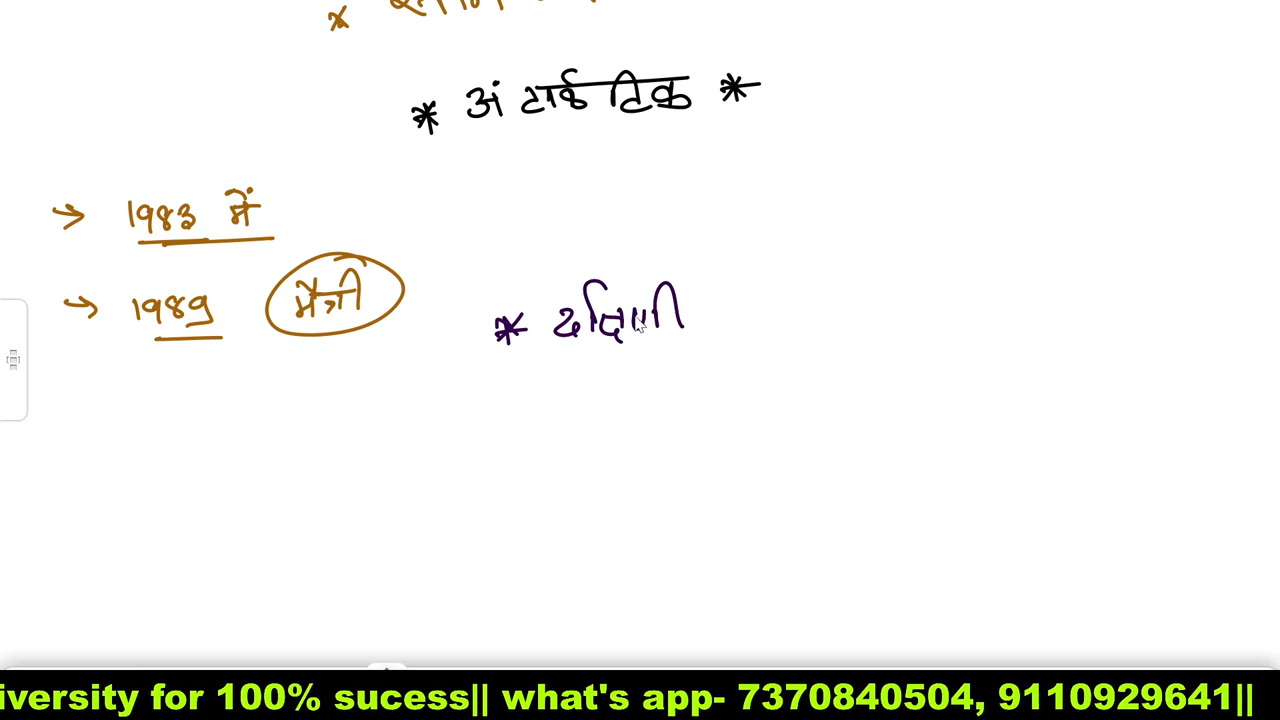 * अंटार्कटिक *
→ 1983 में
→ 1989 मैत्री
* दक्षिणी
iversity for 100% sucess|| what's app- 7370840504, 9110929641||